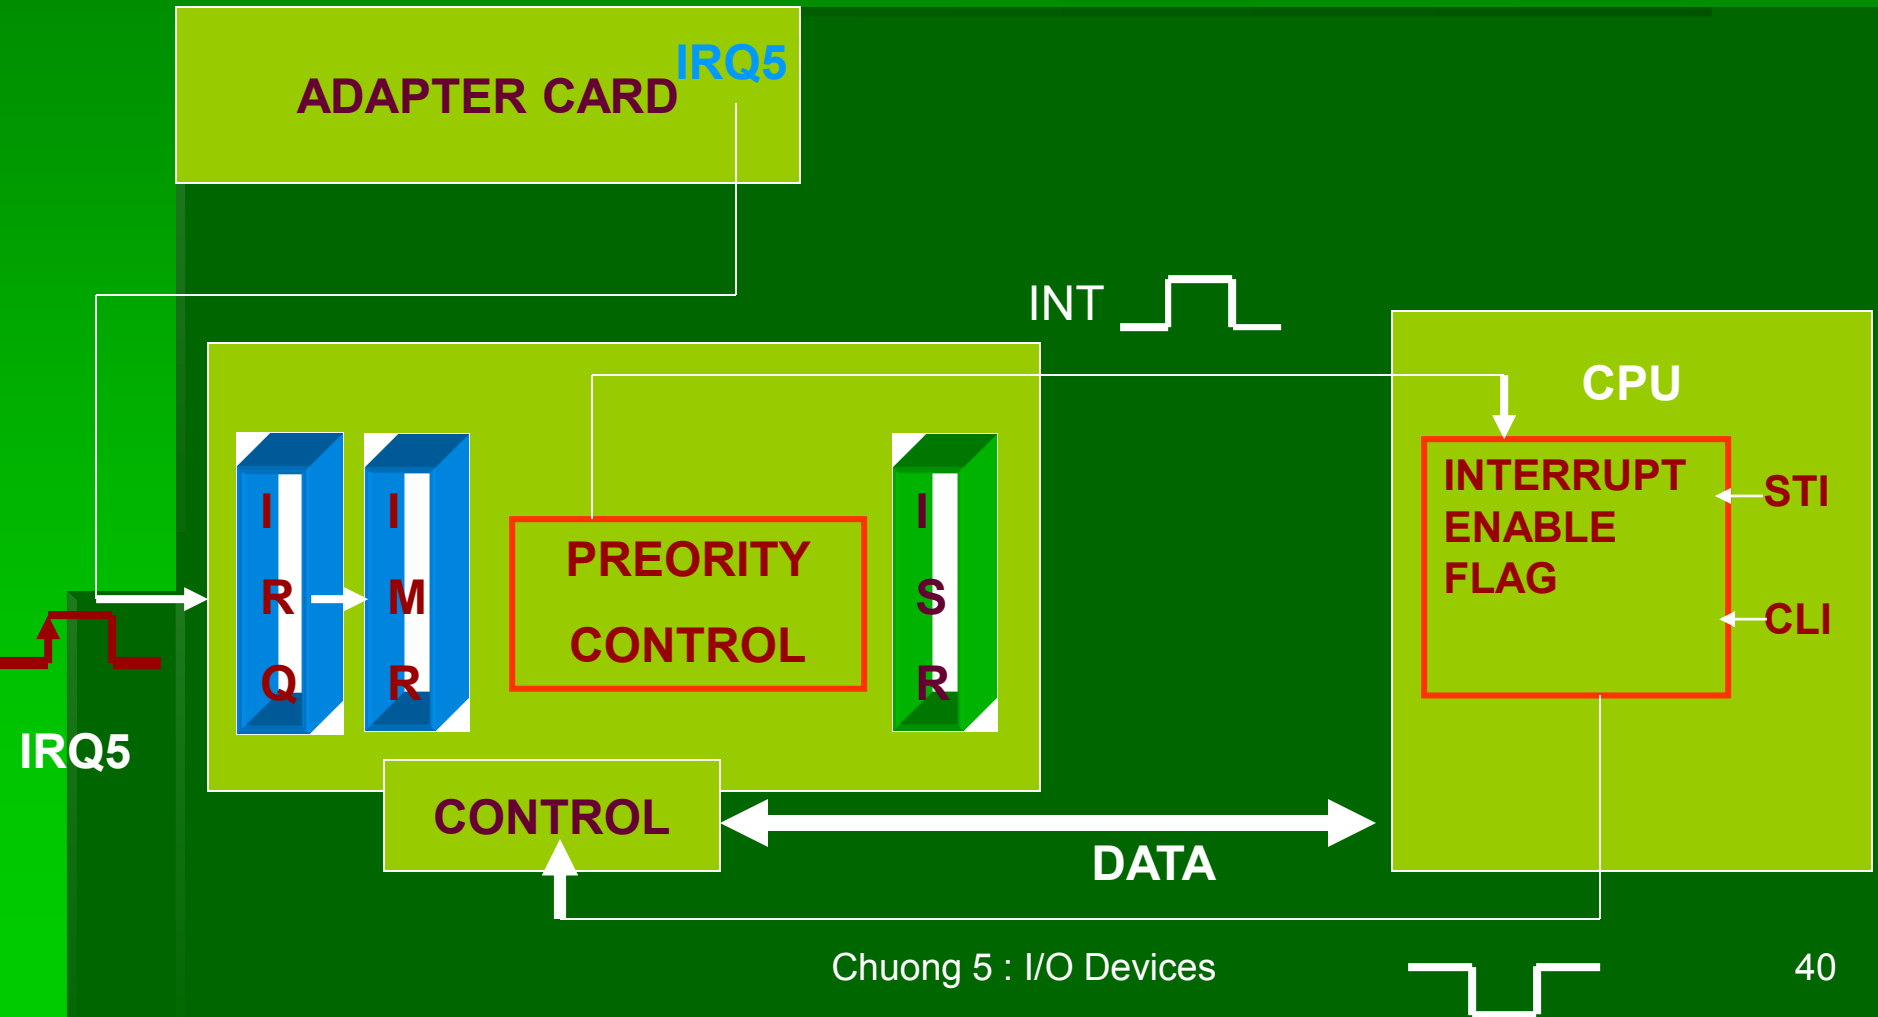 IRQ5
ADAPTER CARD
INT
CPU
I
R
Q
I
M
R
PREORITY
CONTROL
I
S
R
INTERRUPT
ENABLE
FLAG
STI
CLI
IRQ5
CONTROL
DATA
Chuong 5 : I/O Devices
40